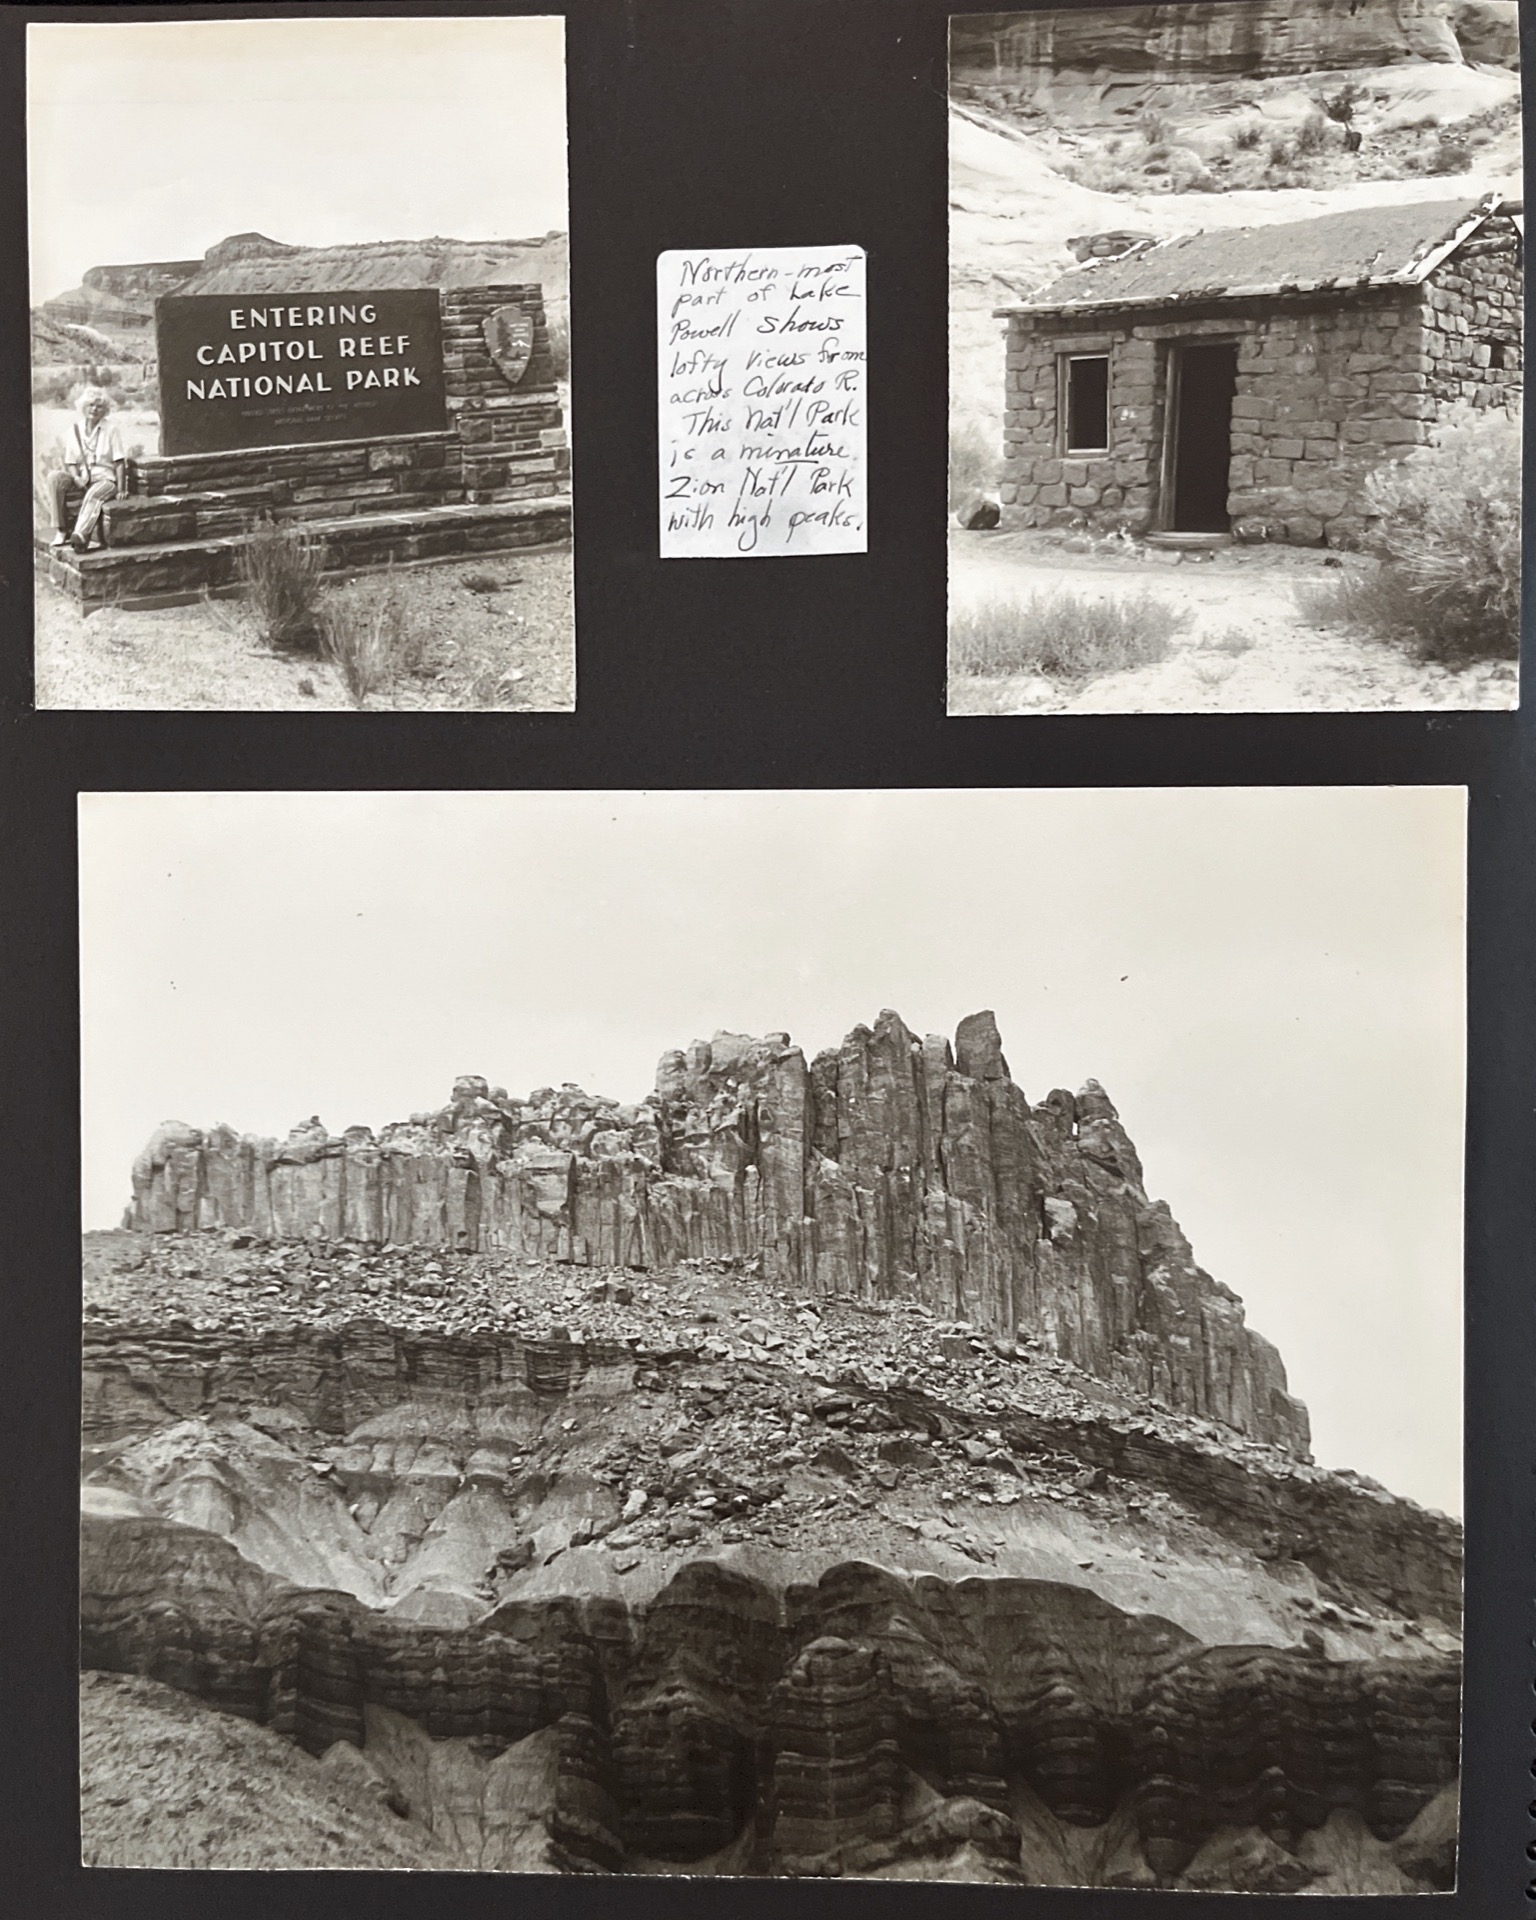 ENTERING
CAPITOL REEF
NATIONAL PARK
UNITED STATES DEPARTMENT OF THE INTERIOR
NATIONAL PARK SERVICE
Northern-most
part of Lake
Powell shows
lofty views from
across Colorado R.
This Nat'l Park
is a minature
Zion Nat'l Park
with high peaks.